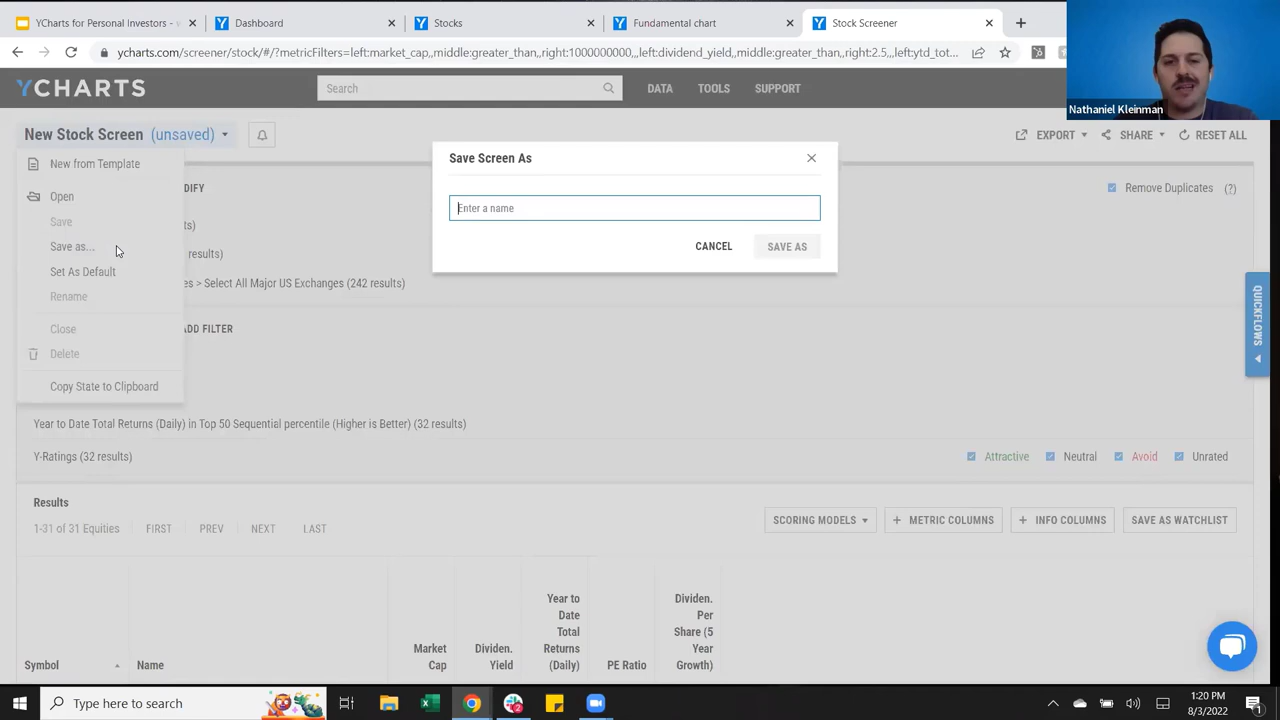 YCharts for Personal Investors - v
Dashboard
Stocks
Fundamental chart
Stock Screener
ycharts.com/screener/stock/#/?metricFilters=left:market_cap,,middle:greater_than,,right:1000000000,,,left:dividend_yield,,middle:greater_than,,right:2.5,,,left:ytd_tot...
Nathaniel Kleinman
YCHARTS
Search
DATA
TOOLS
SUPPORT
New Stock Screen (unsaved)
EXPORT
SHARE
RESET ALL
New from Template
Open
Save
Save as...
Set As Default
Rename
Close
Delete
Copy State to Clipboard
Save Screen As
Enter a name
CANCEL
SAVE AS
DIFY
Remove Duplicates (?)
ts)
results)
es > Select All Major US Exchanges (242 results)
ADD FILTER
QUICKFLOWS
Year to Date Total Returns (Daily) in Top 50 Sequential percentile (Higher is Better) (32 results)
Y-Ratings (32 results)
Attractive
Neutral
Avoid
Unrated
Results
1-31 of 31 Equities
FIRST
PREV
NEXT
LAST
SCORING MODELS
+ METRIC COLUMNS
+ INFO COLUMNS
SAVE AS WATCHLIST
Symbol
Name
Market
Cap
Dividen.
Yield
Year to
Date
Total
Returns
(Daily)
PE Ratio
Dividen.
Per
Share (5
Year
Growth)
Type here to search
1:20 PM
8/3/2022
1